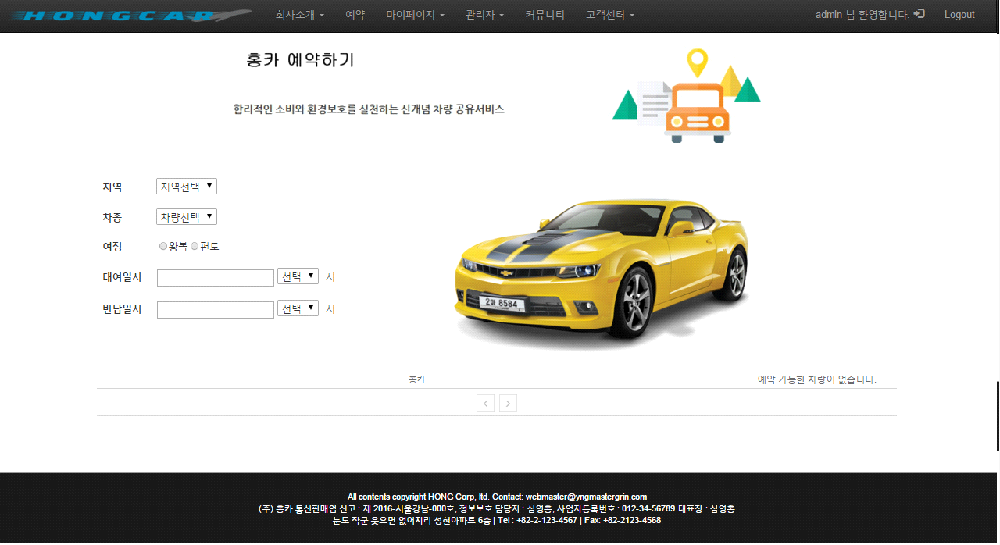 HONGCAR 회사소개 예약 마이페이지 관리자 커뮤니티 고객센터 admin 님 환영합니다. Logout
홍카 예약하기
합리적인 소비와 환경보호를 실천하는 신개념 차량 공유서비스
지역 지역선택
차종 차량선택
여정 왕복 편도
대여일시 선택 시
반납일시 선택 시
2마 8584
홍카 예약 가능한 차량이 없습니다.
All contents copyright HONG Corp, ltd. Contact: webmaster@yngmastergrin.com
(주) 홍카 통신판매업 신고 : 제 2016-서울강남-000호, 정보보호 담당자 : 심영홍, 사업자등록번호 : 012-34-56789 대표장 : 심영홍
눈도 작군 웃으면 없어지리 성현아파트 6층 | Tel : +82-2-123-4567 | Fax: +82-2123-4568